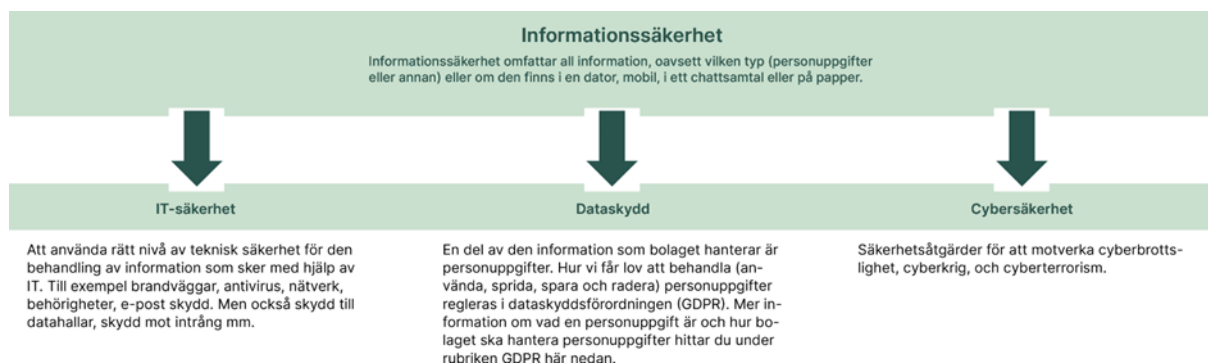 Informationssäkerhet
Informationssäkerhet omfattar all information, oavsett vilken typ (personuppgifter
eller annan) eller om den finns i en dator, mobil, i ett chattsamtal eller på papper.
IT-säkerhet
Att använda rätt nivå av teknisk säkerhet för den
behandling av information som sker med hjälp av
IT. Till exempel brandväggar, antivirus, nätverk,
behörigheter, e-post skydd. Men också skydd till
datahallar, skydd mot intrång mm.
Dataskydd
En del av den information som bolaget hanterar är
personuppgifter. Hur vi får lov att behandla (an-
vända, sprida, spara och radera) personuppgifter
regleras i dataskyddsförordningen (GDPR). Mer in-
formation om vad en personuppgift är och hur bo-
laget ska hantera personuppgifter hittar du under
rubriken GDPR här nedan.
Cybersäkerhet
Säkerhetsåtgärder för att motverka cyberbrotts-
lighet, cyberkrig, och cyberterrorism.